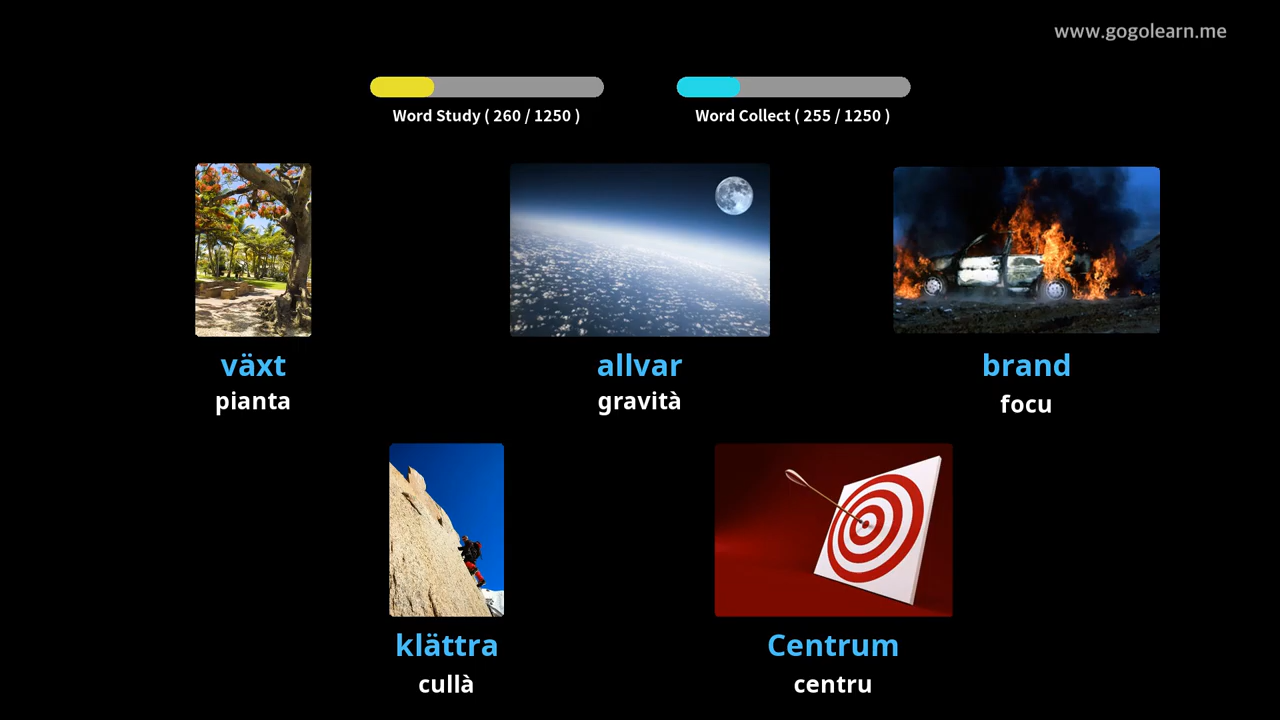 www.gogolearn.me
Word Study ( 260 / 1250 )
Word Collect ( 255 / 1250 )
växt
pianta
allvar
gravità
brand
focu
klättra
cullà
Centrum
centru